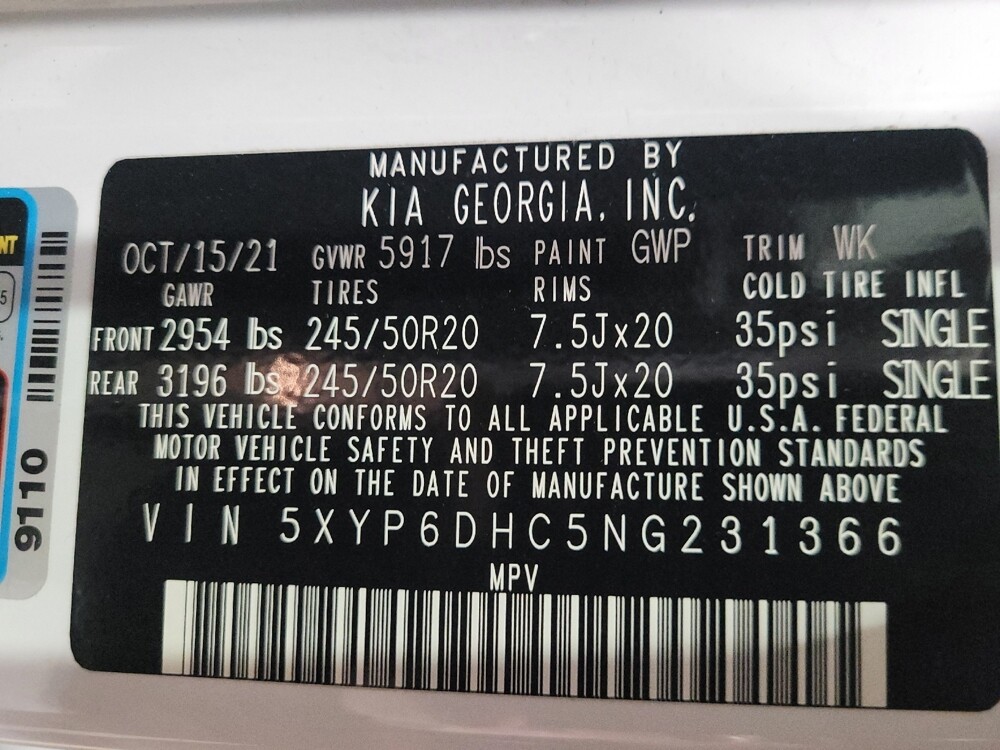 MANUFACTURED BY
KIA GEORGIA, INC.
OCT/15/21 GVWR 5917 lbs PAINT GWP TRIM WK
GAWR TIRES RIMS COLD TIRE INFL
FRONT 2954 lbs 245/50R20 7.5Jx20 35psi SINGLE
REAR 3196 lbs 245/50R20 7.5Jx20 35psi SINGLE
THIS VEHICLE CONFORMS TO ALL APPLICABLE U.S.A. FEDERAL
MOTOR VEHICLE SAFETY AND THEFT PREVENTION STANDARDS
IN EFFECT ON THE DATE OF MANUFACTURE SHOWN ABOVE
VIN 5XYP6DHC5NG231366
MPV
NT
5
9110